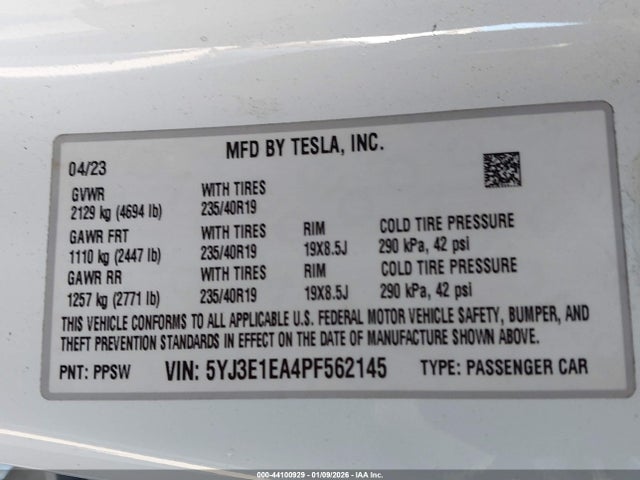 MFD BY TESLA, INC.
04/23
GVWR WITH TIRES
2129 kg (4694 lb) 235/40R19
GAWR FRT WITH TIRES RIM COLD TIRE PRESSURE
1110 kg (2447 lb) 235/40R19 19X8.5J 290 kPa, 42 psi
GAWR RR WITH TIRES RIM COLD TIRE PRESSURE
1257 kg (2771 lb) 235/40R19 19X8.5J 290 kPa, 42 psi
THIS VEHICLE CONFORMS TO ALL APPLICABLE U.S. FEDERAL MOTOR VEHICLE SAFETY, BUMPER, AND
THEFT PREVENTION STANDARDS IN EFFECT ON THE DATE OF MANUFACTURE SHOWN ABOVE.
PNT: PPSW VIN: 5YJ3E1EA4PF562145 TYPE: PASSENGER CAR
000-44100929 - 01/09/2026 - IAA Inc.